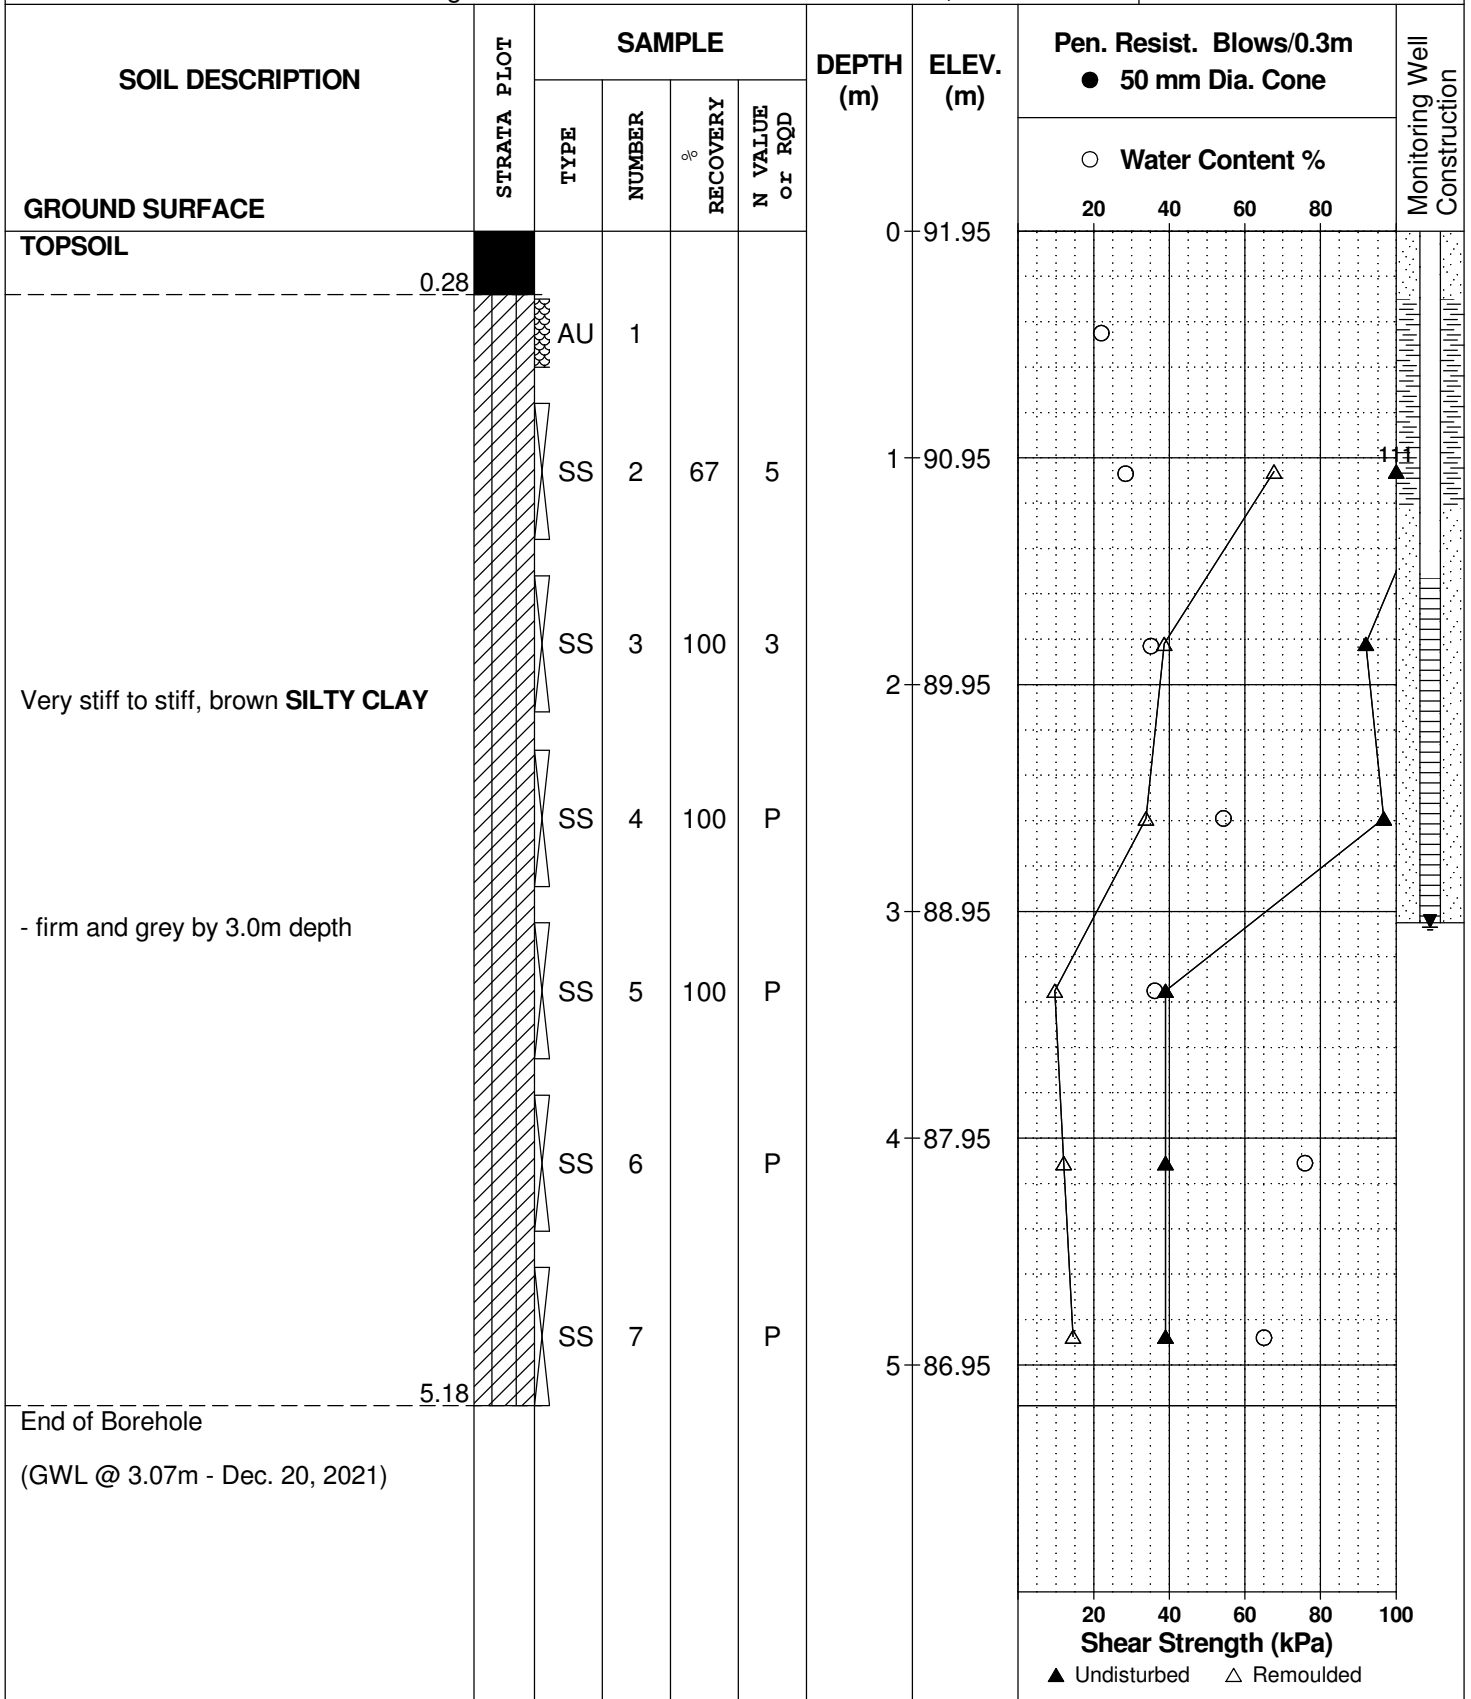 SOIL DESCRIPTION
GROUND SURFACE
STRATA PLOT
SAMPLE
TYPE
NUMBER
%
RECOVERY
N VALUE
or RQD
DEPTH
(m)
ELEV.
(m)
Pen. Resist. Blows/0.3m
● 50 mm Dia. Cone
○ Water Content %
20 40 60 80
Monitoring Well
Construction
0 91.95
TOPSOIL
0.28
AU 1
1 90.95
111
SS 2 67 5
SS 3 100 3
2 89.95
Very stiff to stiff, brown SILTY CLAY
SS 4 100 P
3 88.95
- firm and grey by 3.0m depth
SS 5 100 P
4 87.95
SS 6 P
SS 7 P
5 86.95
5.18
End of Borehole
(GWL @ 3.07m - Dec. 20, 2021)
20 40 60 80 100
Shear Strength (kPa)
▲ Undisturbed △ Remoulded